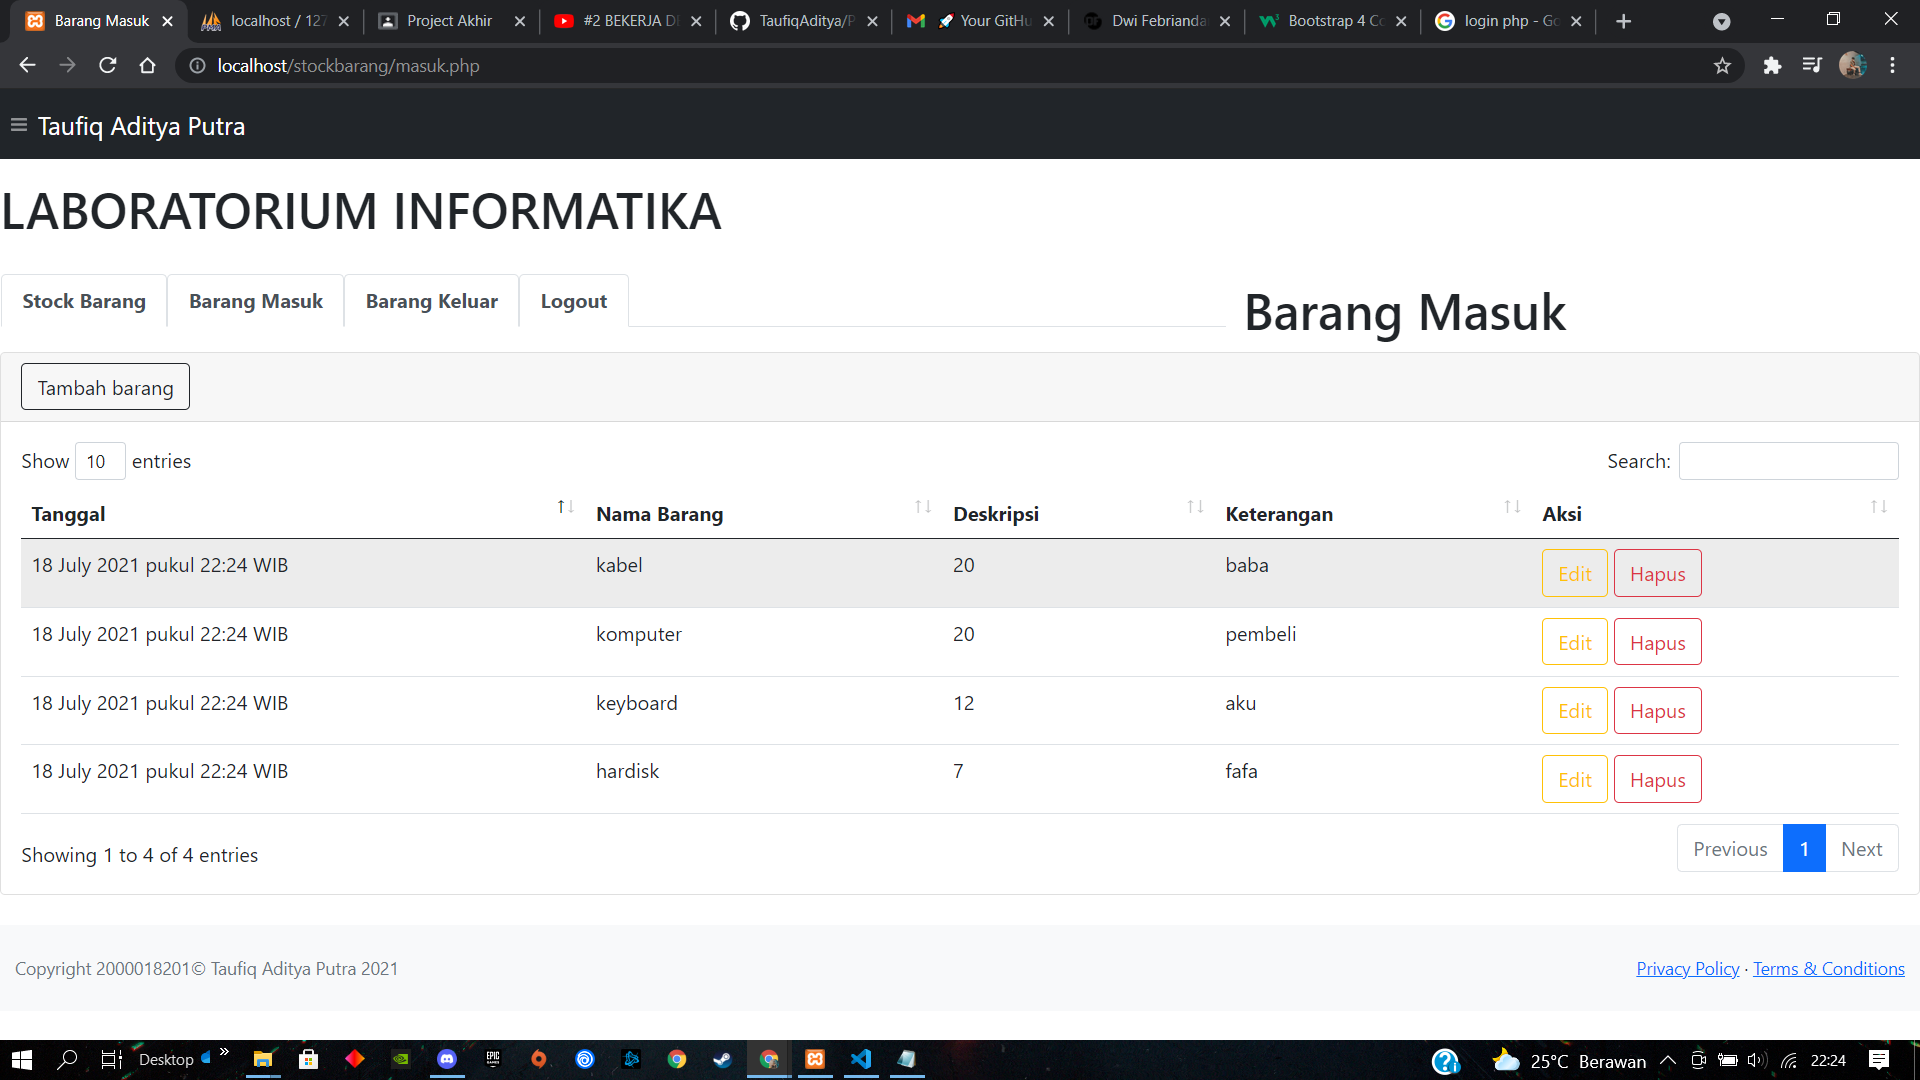 Barang Masuk
localhost / 127
Project Akhir
#2 BEKERJA DE
TaufiqAditya/P
🚀 Your GitHu
Dwi Febrianda
Bootstrap 4 Co
login php - Go
localhost/stockbarang/masuk.php
Taufiq Aditya Putra
LABORATORIUM INFORMATIKA
Stock Barang
Barang Masuk
Barang Keluar
Logout
Barang Masuk
Tambah barang
Show 10 entries
Search:
Tanggal Nama Barang Deskripsi Keterangan Aksi
18 July 2021 pukul 22:24 WIB kabel 20 baba Edit Hapus
18 July 2021 pukul 22:24 WIB komputer 20 pembeli Edit Hapus
18 July 2021 pukul 22:24 WIB keyboard 12 aku Edit Hapus
18 July 2021 pukul 22:24 WIB hardisk 7 fafa Edit Hapus
Showing 1 to 4 of 4 entries
Previous 1 Next
Copyright 2000018201© Taufiq Aditya Putra 2021
Privacy Policy · Terms & Conditions
Desktop
EPIC GAMES
25°C Berawan
22:24